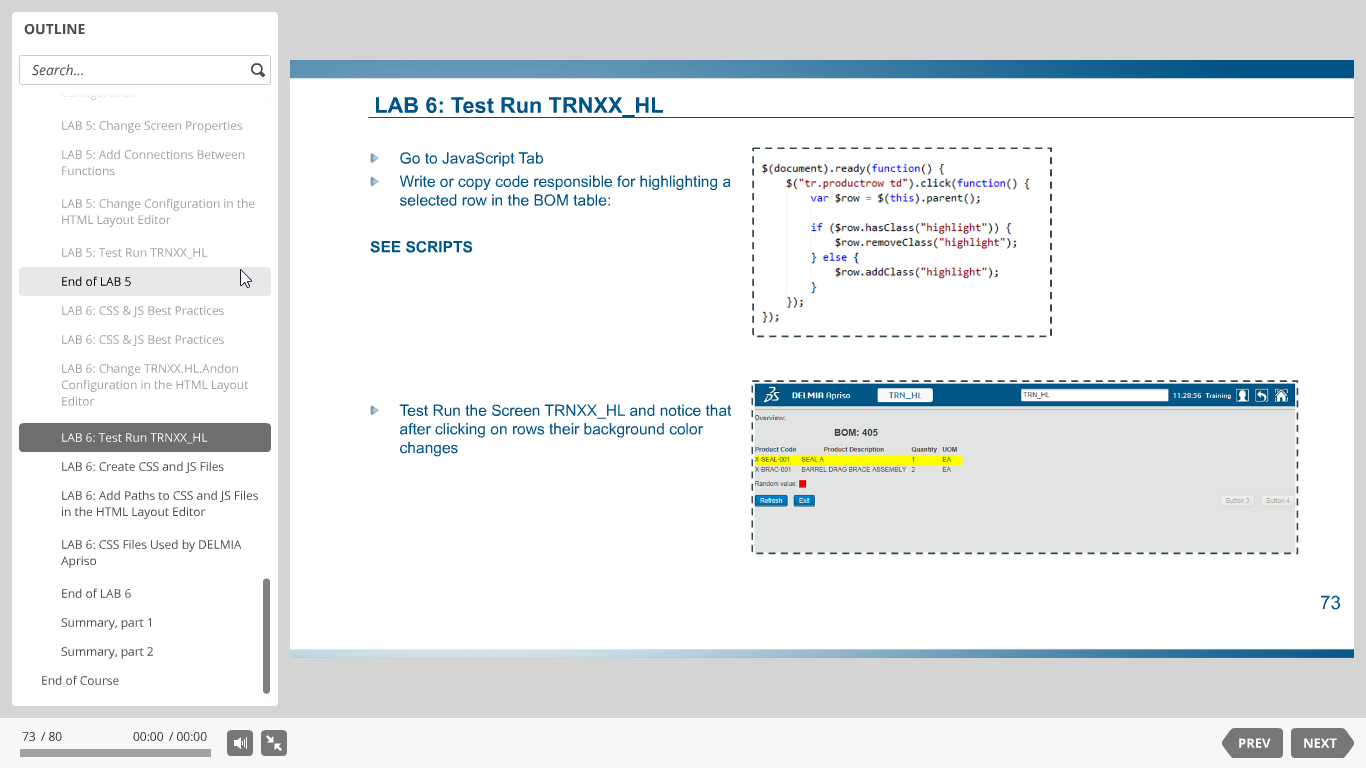 OUTLINE
Search...
Configuration
LAB 5: Change Screen Properties
LAB 5: Add Connections Between
Functions
LAB 5: Change Configuration in the
HTML Layout Editor
LAB 5: Test Run TRNXX_HL
End of LAB 5
LAB 6: CSS & JS Best Practices
LAB 6: CSS & JS Best Practices
LAB 6: Change TRNXX.HL.Andon
Configuration in the HTML Layout
Editor
LAB 6: Test Run TRNXX_HL
LAB 6: Create CSS and JS Files
LAB 6: Add Paths to CSS and JS Files
in the HTML Layout Editor
LAB 6: CSS Files Used by DELMIA
Apriso
End of LAB 6
Summary, part 1
Summary, part 2
End of Course
LAB 6: Test Run TRNXX_HL
Go to JavaScript Tab
Write or copy code responsible for highlighting a
selected row in the BOM table:
SEE SCRIPTS
$(document).ready(function() {
$("tr.productrow td").click(function() {
var $row = $(this).parent();
if ($row.hasClass("highlight")) {
$row.removeClass("highlight");
} else {
$row.addClass("highlight");
}
});
});
Test Run the Screen TRNXX_HL and notice that
after clicking on rows their background color
changes
DELMIA Apriso TRN_HL TRN_HL 11:28:56 Training
Overview:
BOM: 405
Product Code Product Description Quantity UOM
X-SEAL-001 SEAL A 1 EA
X-BRAC-001 BARREL DRAG BRACE ASSEMBLY 2 EA
Random value:
Refresh Exit Button 3 Button 4
73
73 / 80 00:00 / 00:00 PREV NEXT